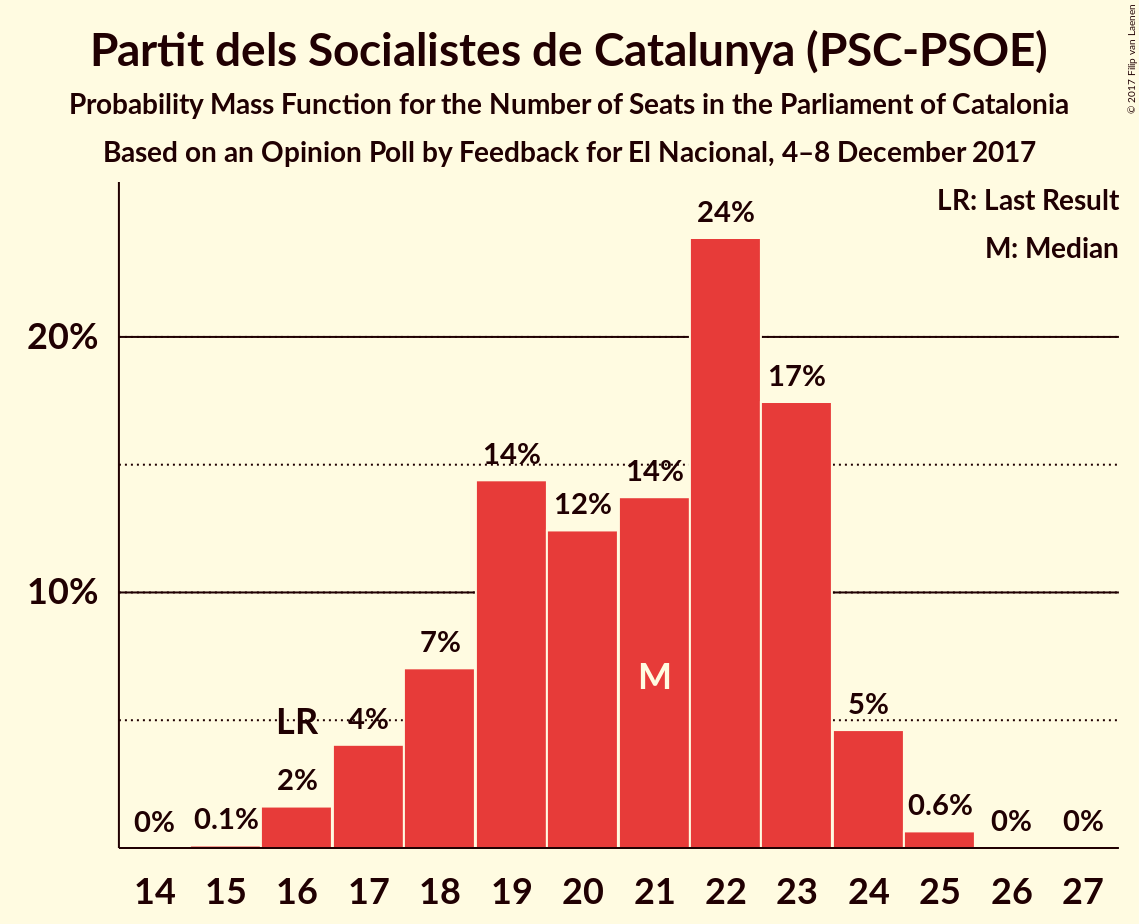 Partit dels Socialistes de Catalunya (PSC-PSOE)
Probability Mass Function for the Number of Seats in the Parliament of Catalonia
Based on an Opinion Poll by Feedback for El Nacional, 4–8 December 2017
© 2017 Filip van Laenen
LR: Last Result
M: Median
24%
20%
17%
14%
14%
12%
10%
7%
M
5%
LR
4%
2%
0%
0.1%
0.6%
0%
0%
14 15 16 17 18 19 20 21 22 23 24 25 26 27